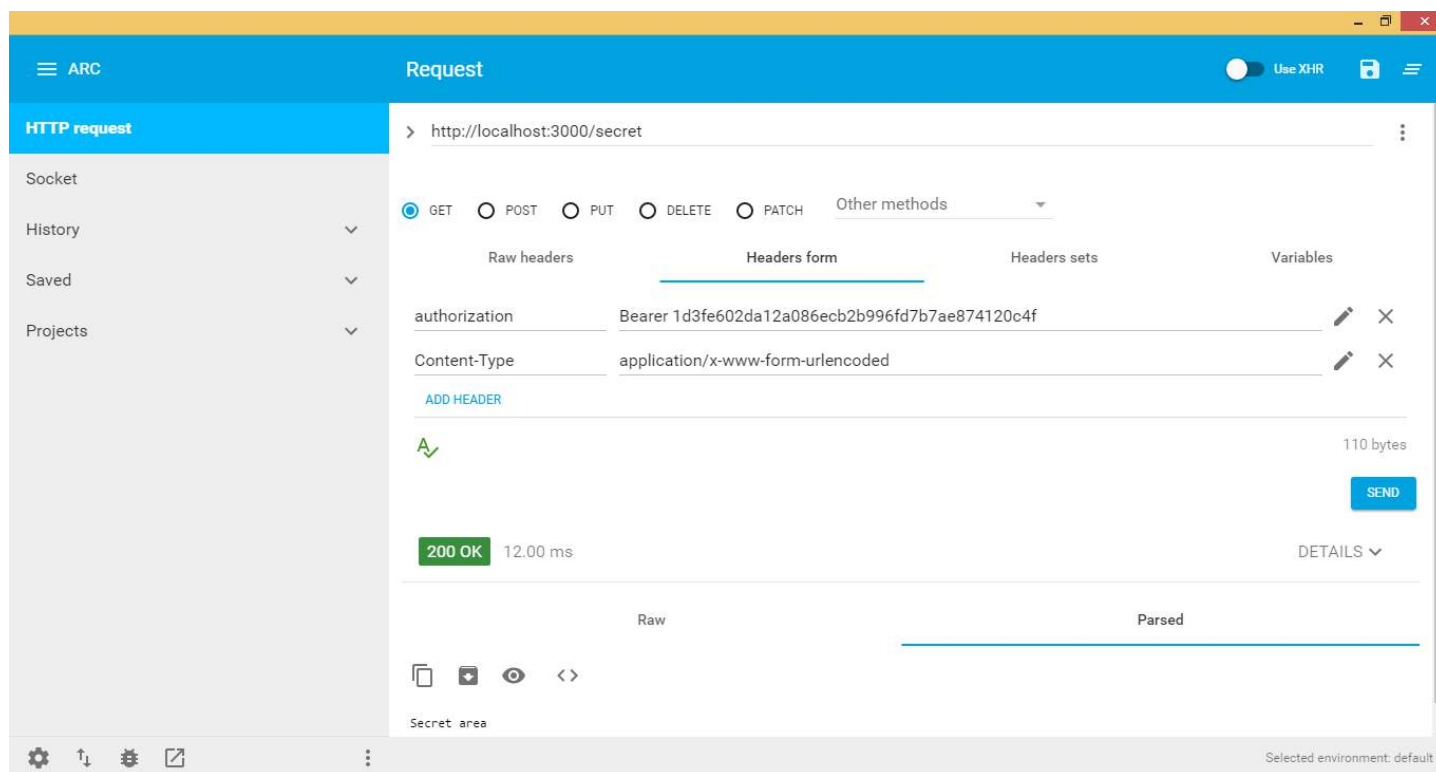 ARC
Request
Use XHR
HTTP request
http://localhost:3000/secret
Socket
GET POST PUT DELETE PATCH Other methods
History
Raw headers Headers form Headers sets Variables
Saved
authorization Bearer 1d3fe602da12a086ecb2b996fd7b7ae874120c4f
Projects
Content-Type application/x-www-form-urlencoded
ADD HEADER
110 bytes
SEND
200 OK 12.00 ms DETAILS
Raw Parsed
Secret area
Selected environment: default